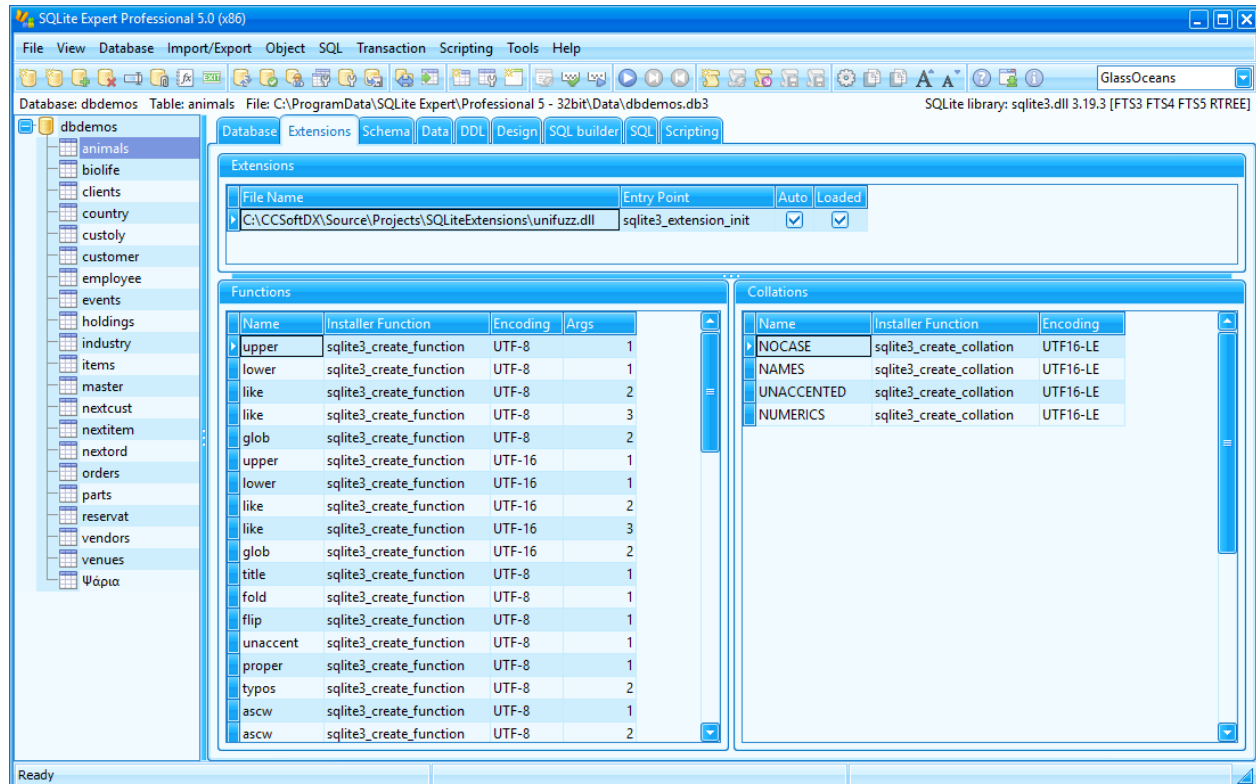 SQLite Expert Professional 5.0 (x86)
File View Database Import/Export Object SQL Transaction Scripting Tools Help
GlassOceans
Database: dbdemos Table: animals File: C:\ProgramData\SQLite Expert\Professional 5 - 32bit\Data\dbdemos.db3 SQLite library: sqlite3.dll 3.19.3 [FTS3 FTS4 FTS5 RTREE]
dbdemos
animals
biolife
clients
country
custoly
customer
employee
events
holdings
industry
items
master
nextcust
nextitem
nextord
orders
parts
reservat
vendors
venues
Ψάρια
Database Extensions Schema Data DDL Design SQL builder SQL Scripting
Extensions
File Name Entry Point Auto Loaded
C:\CCSoftDX\Source\Projects\SQLiteExtensions\unifuzz.dll sqlite3_extension_init
Functions
Name Installer Function Encoding Args
upper sqlite3_create_function UTF-8 1
lower sqlite3_create_function UTF-8 1
like sqlite3_create_function UTF-8 2
like sqlite3_create_function UTF-8 3
glob sqlite3_create_function UTF-8 2
upper sqlite3_create_function UTF-16 1
lower sqlite3_create_function UTF-16 1
like sqlite3_create_function UTF-16 2
like sqlite3_create_function UTF-16 3
glob sqlite3_create_function UTF-16 2
title sqlite3_create_function UTF-8 1
fold sqlite3_create_function UTF-8 1
flip sqlite3_create_function UTF-8 1
unaccent sqlite3_create_function UTF-8 1
proper sqlite3_create_function UTF-8 1
typos sqlite3_create_function UTF-8 2
ascw sqlite3_create_function UTF-8 1
ascw sqlite3_create_function UTF-8 2
Collations
Name Installer Function Encoding
NOCASE sqlite3_create_collation UTF16-LE
NAMES sqlite3_create_collation UTF16-LE
UNACCENTED sqlite3_create_collation UTF16-LE
NUMERICS sqlite3_create_collation UTF16-LE
Ready